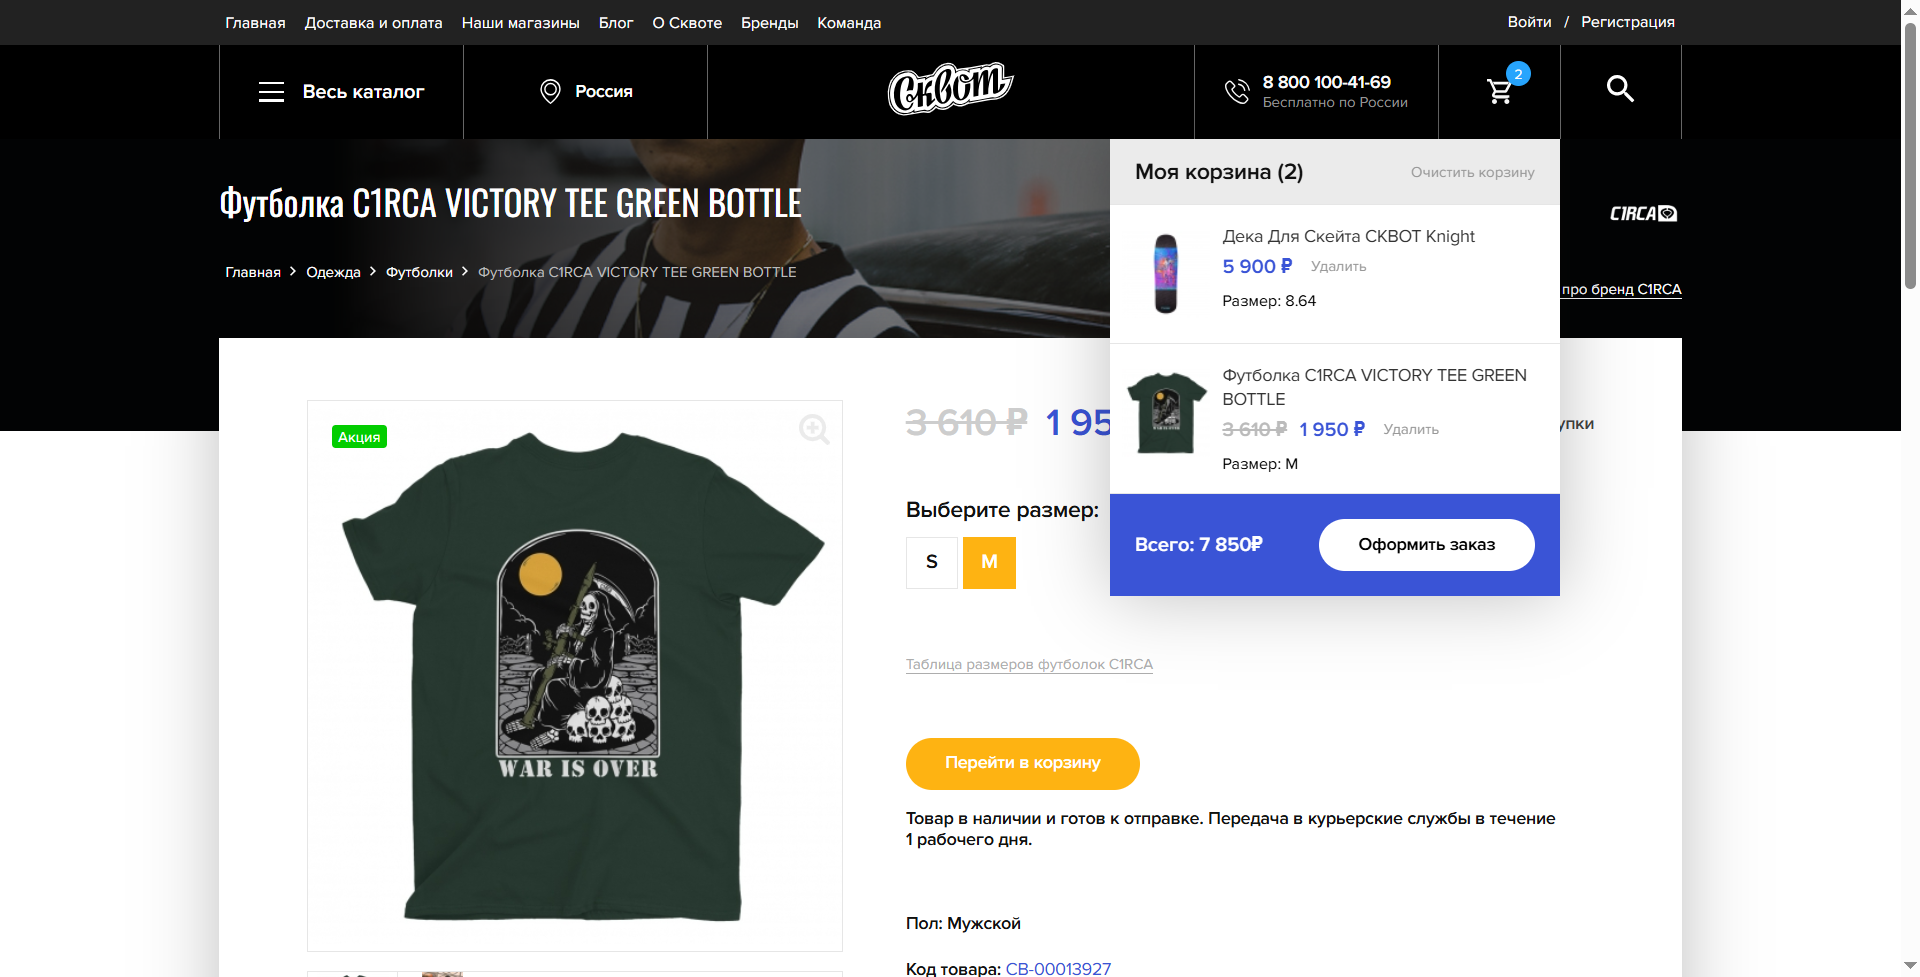 Главная Доставка и оплата Наши магазины Блог О Сквоте Бренды Команда Войти / Регистрация
Весь каталог
Россия
Сквот
8 800 100-41-69
Бесплатно по России
2
Футболка C1RCA VICTORY TEE GREEN BOTTLE
C1RCA
Главная Одежда Футболки Футболка C1RCA VICTORY TEE GREEN BOTTLE
про бренд C1RCA
Моя корзина (2) Очистить корзину
Дека Для Скейта СКВОТ Knight
5 900 ₽ Удалить
Размер: 8.64
Футболка C1RCA VICTORY TEE GREEN
BOTTLE
3 610 ₽ 1 950 ₽ Удалить
Размер: M
Всего: 7 850₽ Оформить заказ
Акция
WAR IS OVER
3 610 ₽ 1 95
упки
Выберите размер:
S M
Таблица размеров футболок C1RCA
Перейти в корзину
Товар в наличии и готов к отправке. Передача в курьерские службы в течение
1 рабочего дня.
Пол: Мужской
Код товара: СВ-00013927